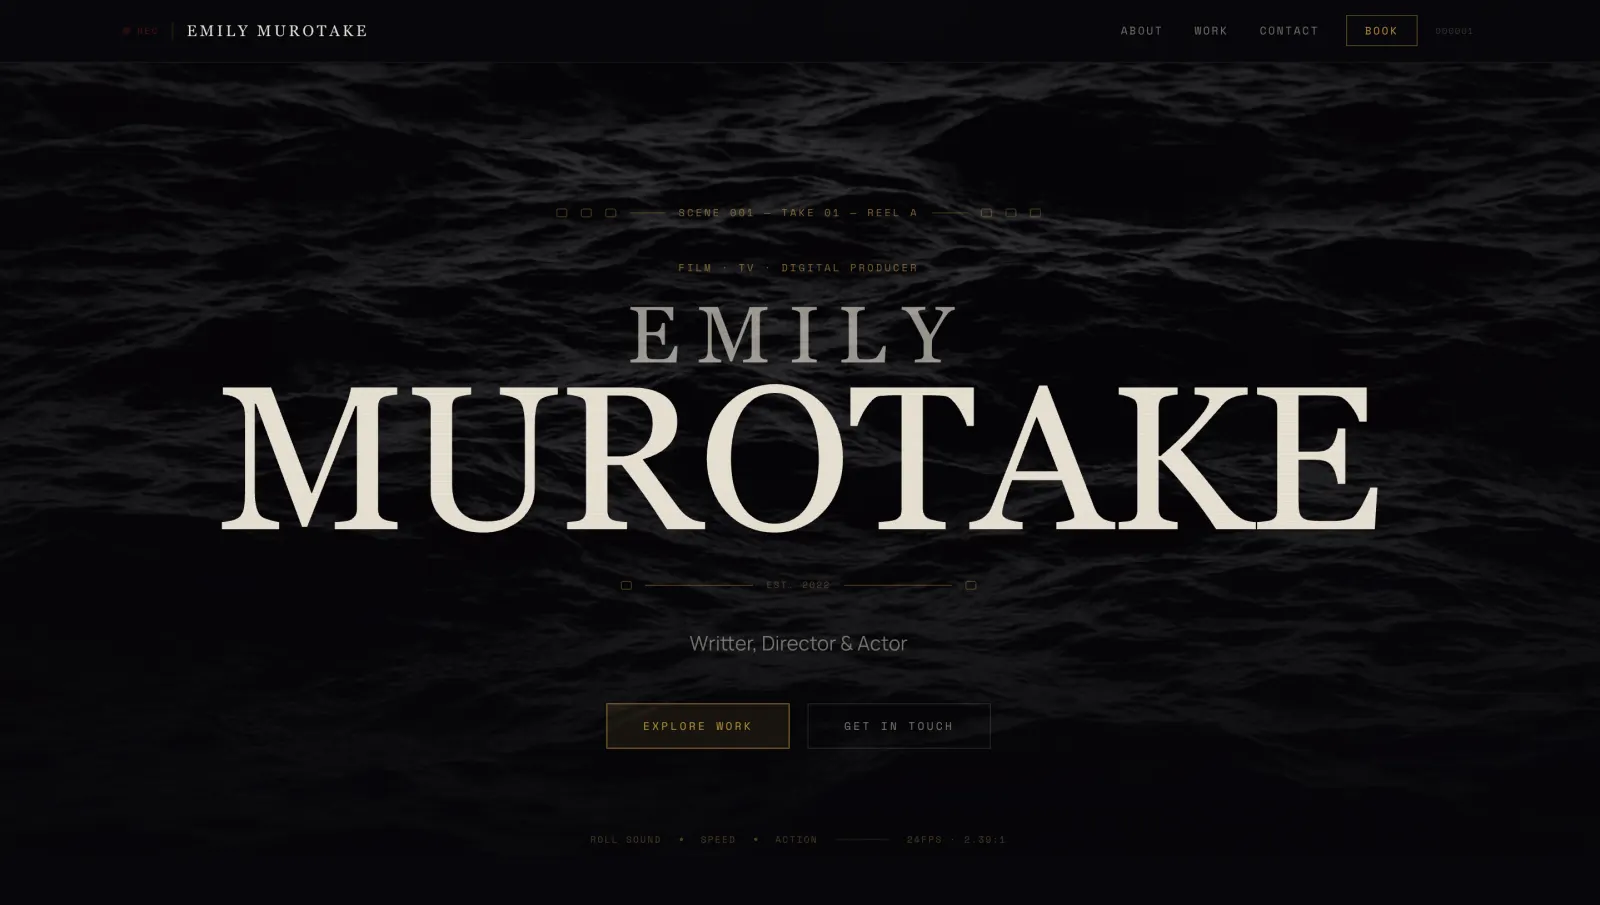 REC EMILY MUROTAKE ABOUT WORK CONTACT BOOK 000001
SCENE 001 — TAKE 01 — REEL A
FILM · TV · DIGITAL PRODUCER
EMILY
MUROTAKE
EST. 2022
Writter, Director & Actor
EXPLORE WORK GET IN TOUCH
ROLL SOUND • SPEED • ACTION 24FPS · 2.39:1